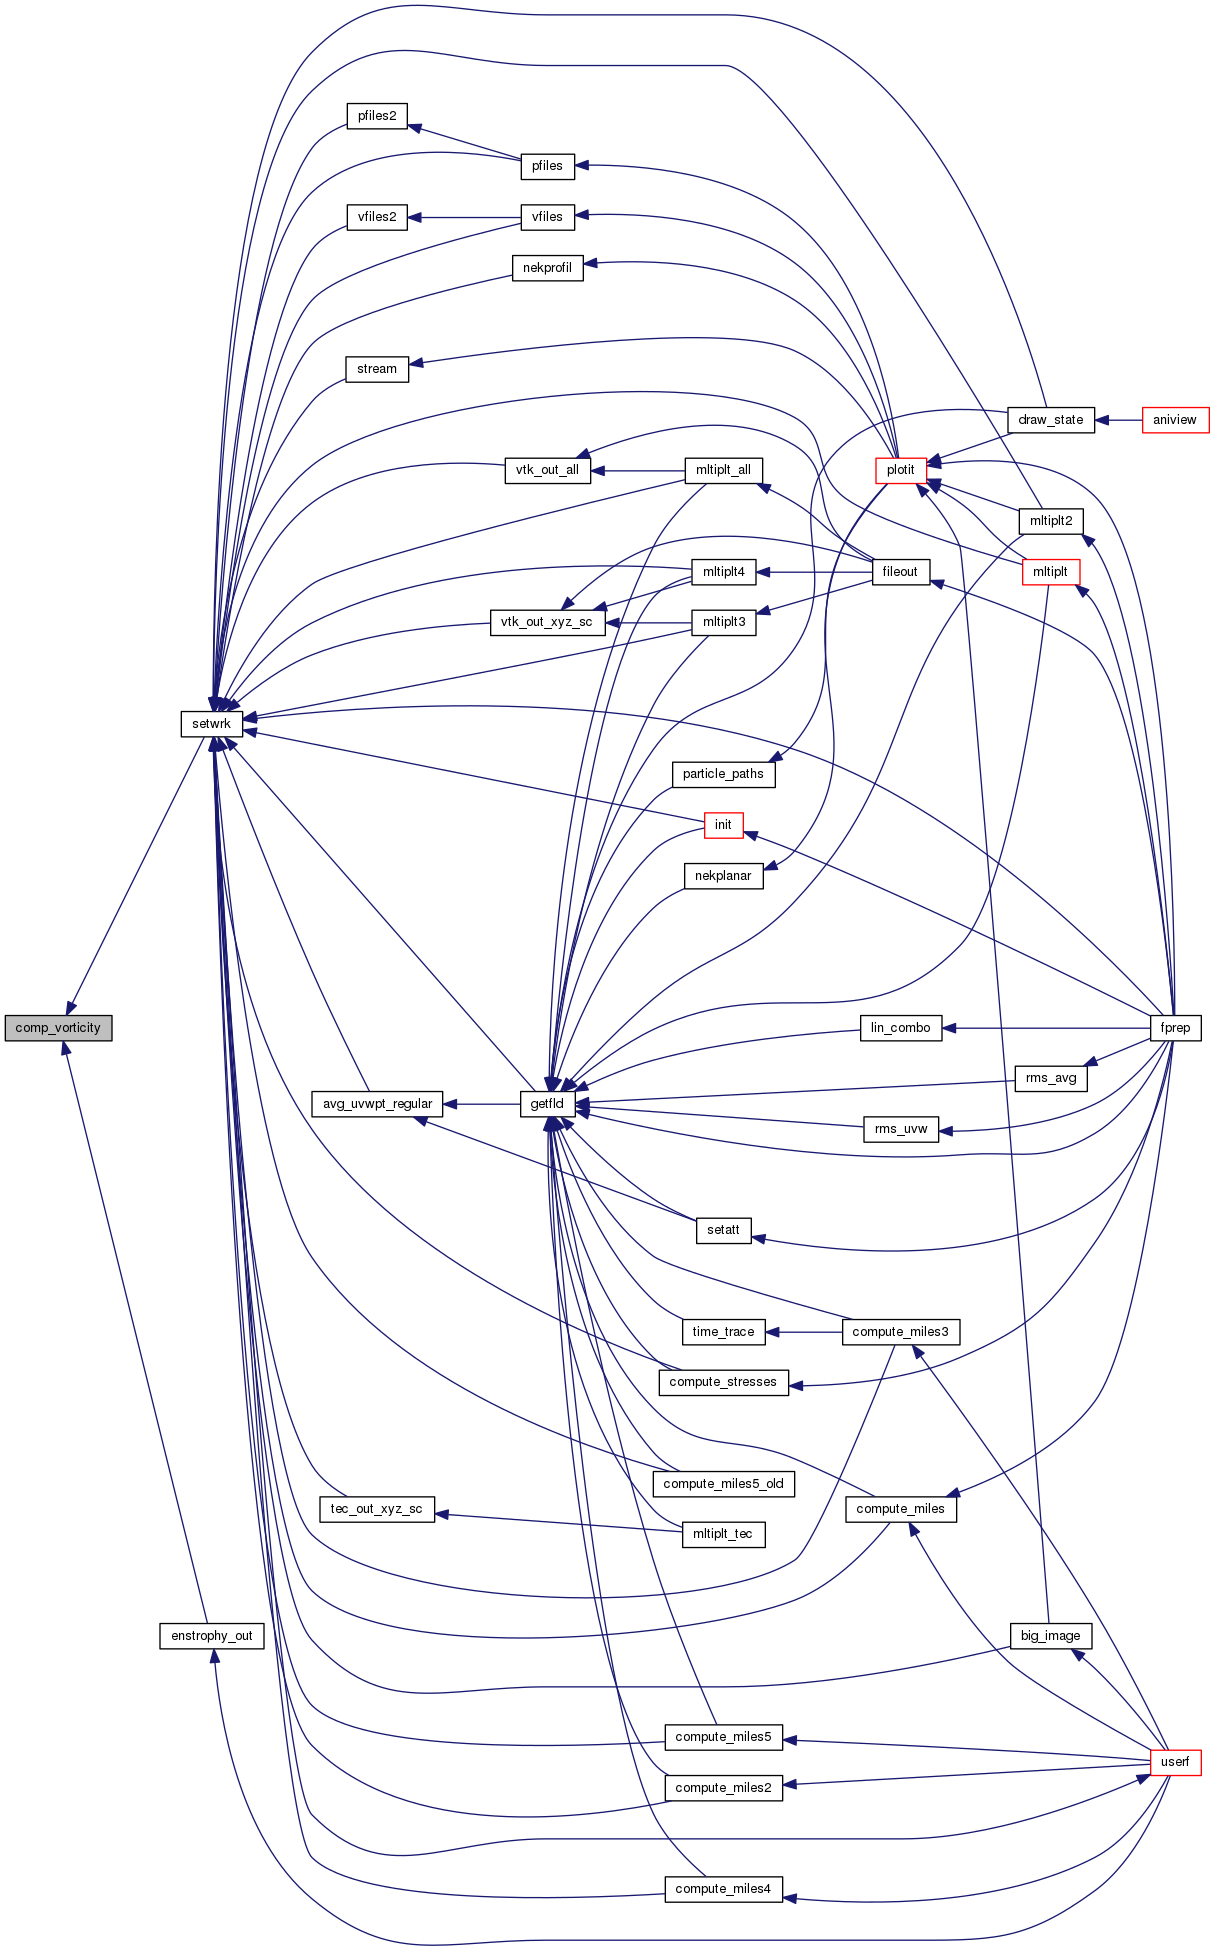 pfiles2
pfiles
vfiles2
vfiles
nekprofil
stream
draw_state
aniview
vtk_out_all
mltiplt_all
plotit
mltiplt2
mltiplt4
fileout
mltiplt
vtk_out_xyz_sc
mltiplt3
setwrk
particle_paths
init
nekplanar
comp_vorticity
lin_combo
fprep
rms_avg
avg_uvwpt_regular
getfld
rms_uvw
setatt
time_trace
compute_miles3
compute_stresses
compute_miles5_old
tec_out_xyz_sc
compute_miles
mltiplt_tec
enstrophy_out
big_image
compute_miles5
userf
compute_miles2
compute_miles4